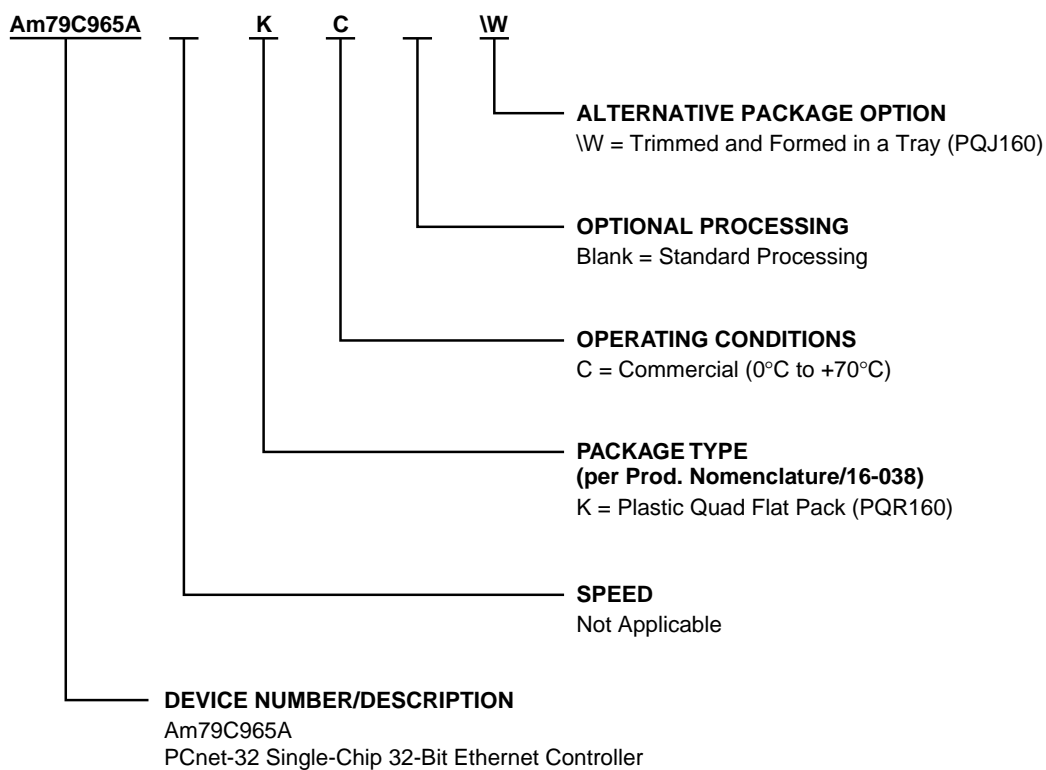 Am79C965A K C \W
ALTERNATIVE PACKAGE OPTION
\W = Trimmed and Formed in a Tray (PQJ160)
OPTIONAL PROCESSING
Blank = Standard Processing
OPERATING CONDITIONS
C = Commercial (0°C to +70°C)
PACKAGE TYPE
(per Prod. Nomenclature/16-038)
K = Plastic Quad Flat Pack (PQR160)
SPEED
Not Applicable
DEVICE NUMBER/DESCRIPTION
Am79C965A
PCnet-32 Single-Chip 32-Bit Ethernet Controller